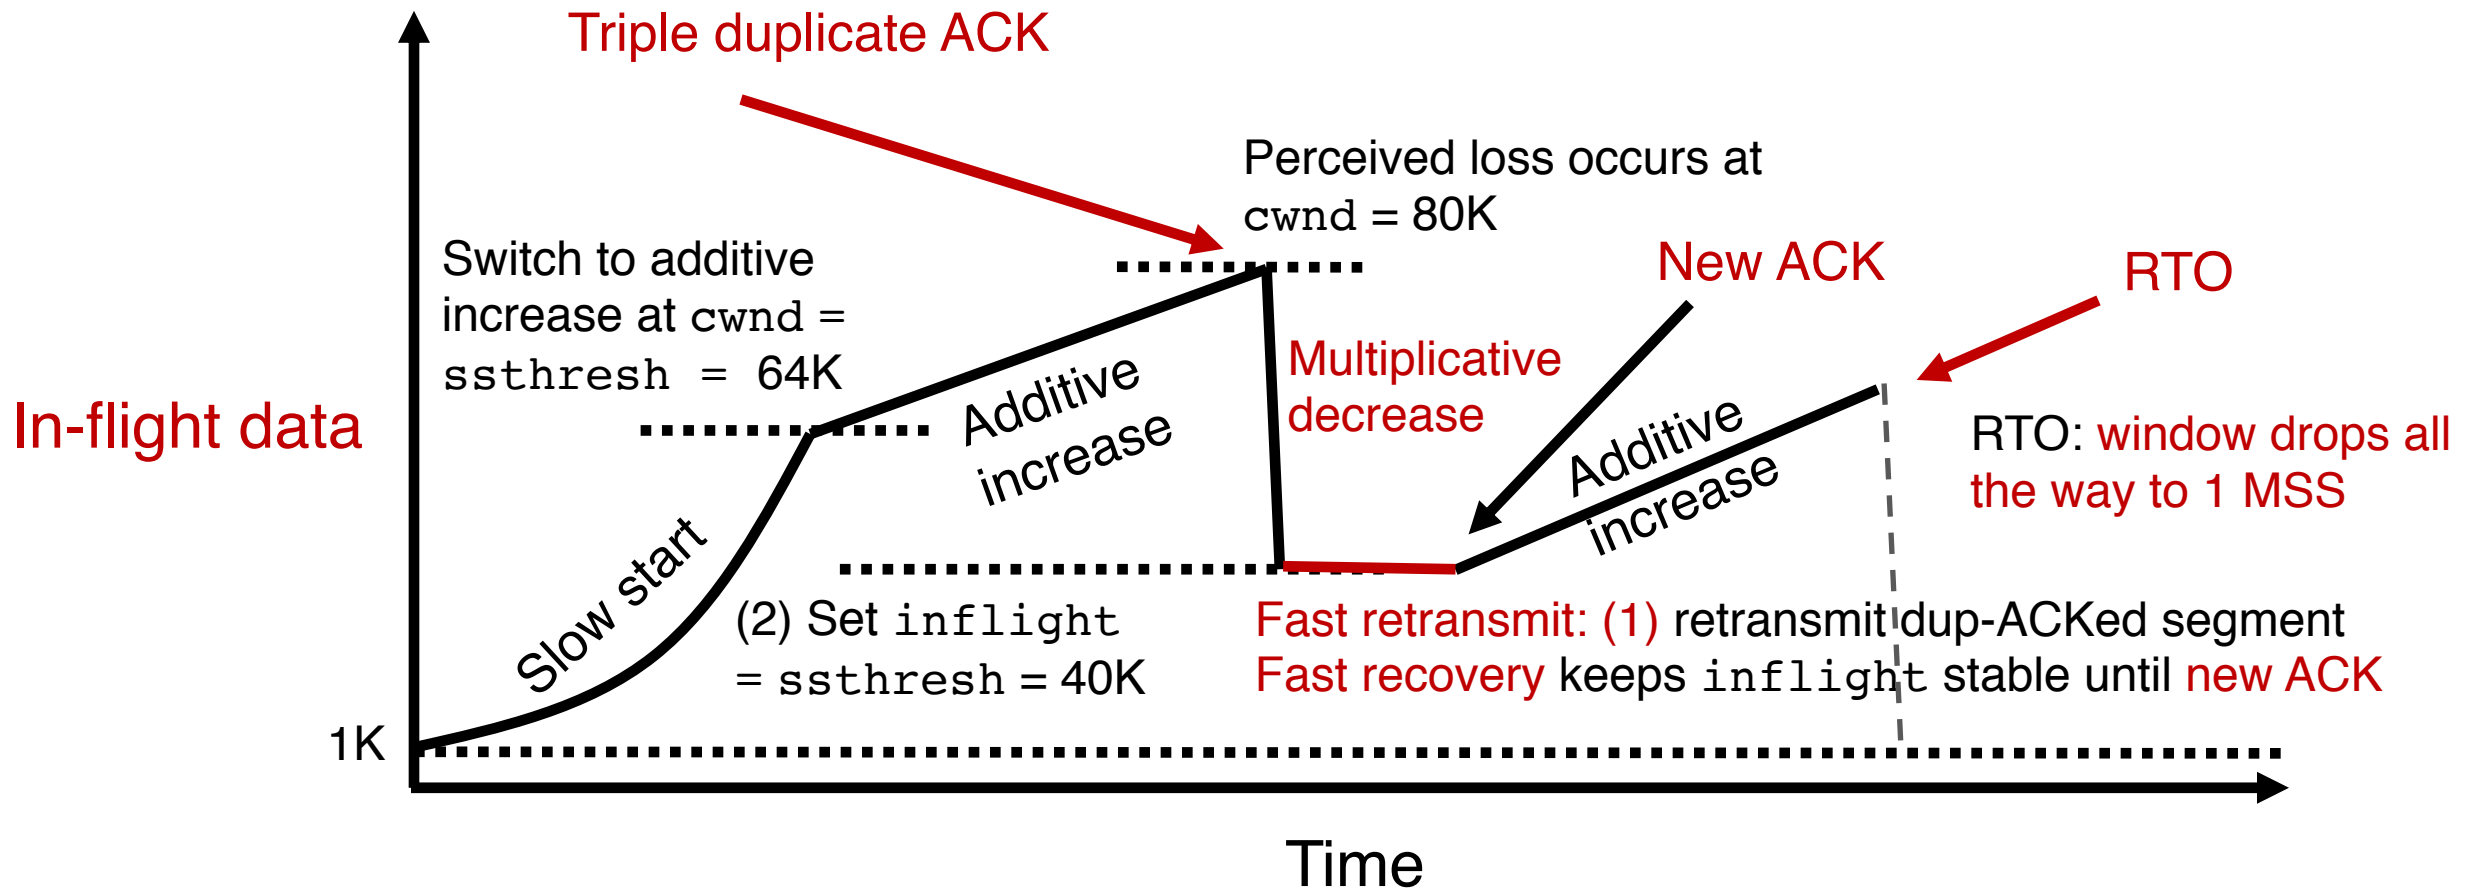 Triple duplicate ACK
Perceived loss occurs at
cwnd = 80K
Switch to additive
increase at cwnd =
ssthresh = 64K
New ACK
RTO
In-flight data
Additive
increase
Multiplicative
decrease
Additive
increase
RTO: window drops all
the way to 1 MSS
Slow start
(2) Set inflight
= ssthresh = 40K
Fast retransmit: (1) retransmit dup-ACKed segment
Fast recovery keeps inflight stable until new ACK
1K
Time